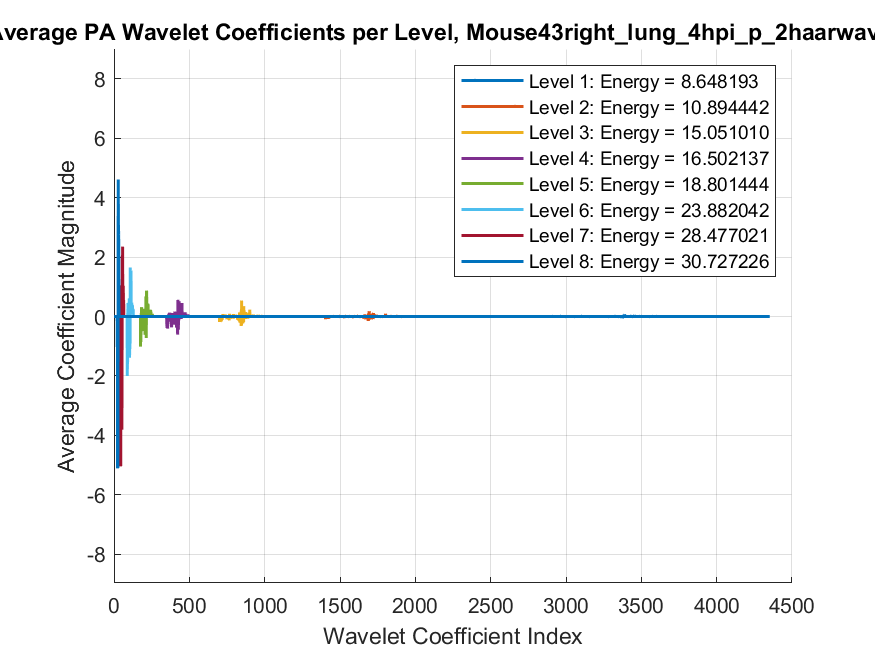 Average PA Wavelet Coefficients per Level, Mouse43right_lung_4hpi_p_2haarwav
Level 1: Energy = 8.648193
Level 2: Energy = 10.894442
Level 3: Energy = 15.051010
Level 4: Energy = 16.502137
Level 5: Energy = 18.801444
Level 6: Energy = 23.882042
Level 7: Energy = 28.477021
Level 8: Energy = 30.727226
Average Coefficient Magnitude
8
6
4
2
0
-2
-4
-6
-8
0 500 1000 1500 2000 2500 3000 3500 4000 4500
Wavelet Coefficient Index